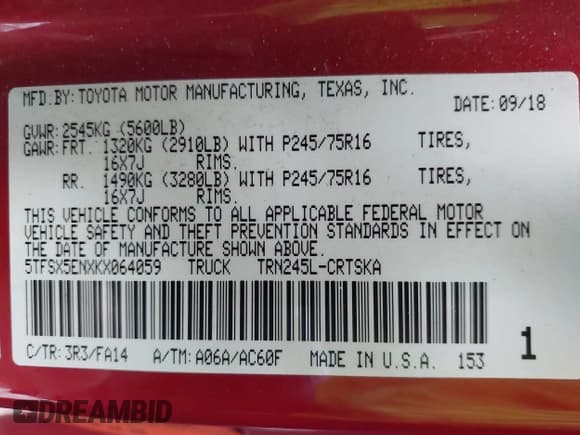 MFD.BY: TOYOTA MOTOR MANUFACTURING, TEXAS, INC.
DATE: 09/18
GVWR: 2545KG (5600LB)
GAWR: FRT. 1320KG (2910LB) WITH P245/75R16 TIRES,
16X7J RIMS.
RR. 1490KG (3280LB) WITH P245/75R16 TIRES,
16X7J RIMS.
THIS VEHICLE CONFORMS TO ALL APPLICABLE FEDERAL MOTOR
VEHICLE SAFETY AND THEFT PREVENTION STANDARDS IN EFFECT ON
THE DATE OF MANUFACTURE SHOWN ABOVE.
5TFSX5ENXKX064059 TRUCK TRN245L-CRTSKA
C/TR: 3R3/FA14 A/TM: A06A/AC60F MADE IN U.S.A. 153 1
DREAMBID